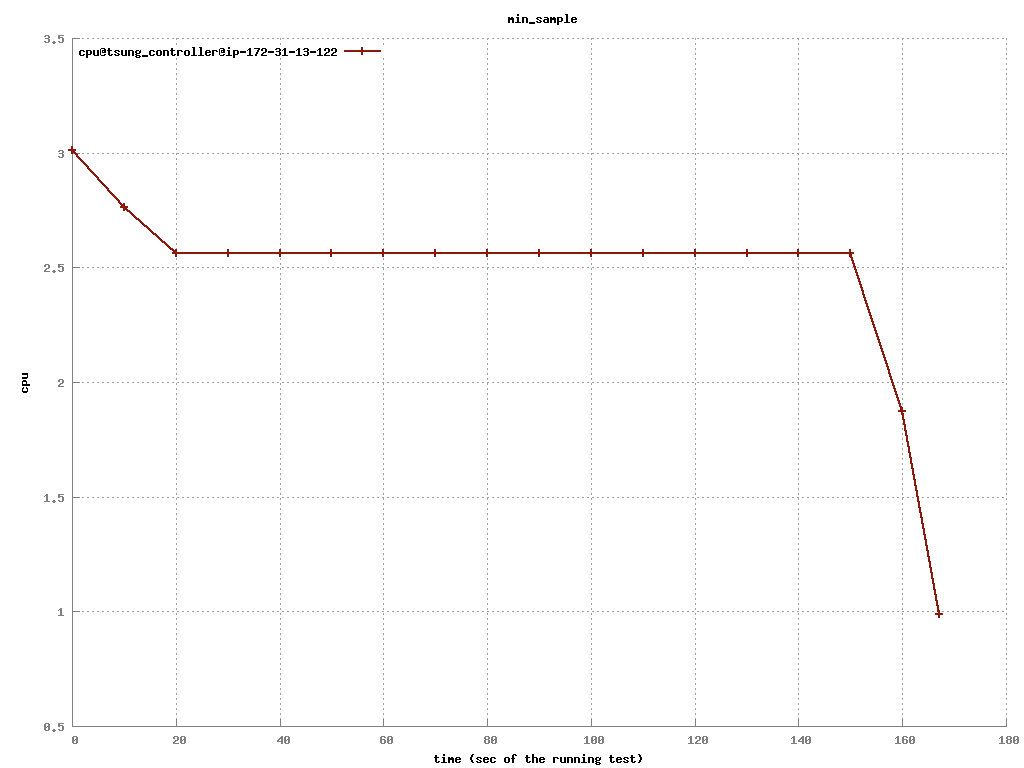 min_sample
cpu@tsung_controller@ip-172-31-13-122
3.5
3
2.5
2
1.5
1
0.5
cpu
0 20 40 60 80 100 120 140 160 180
time (sec of the running test)